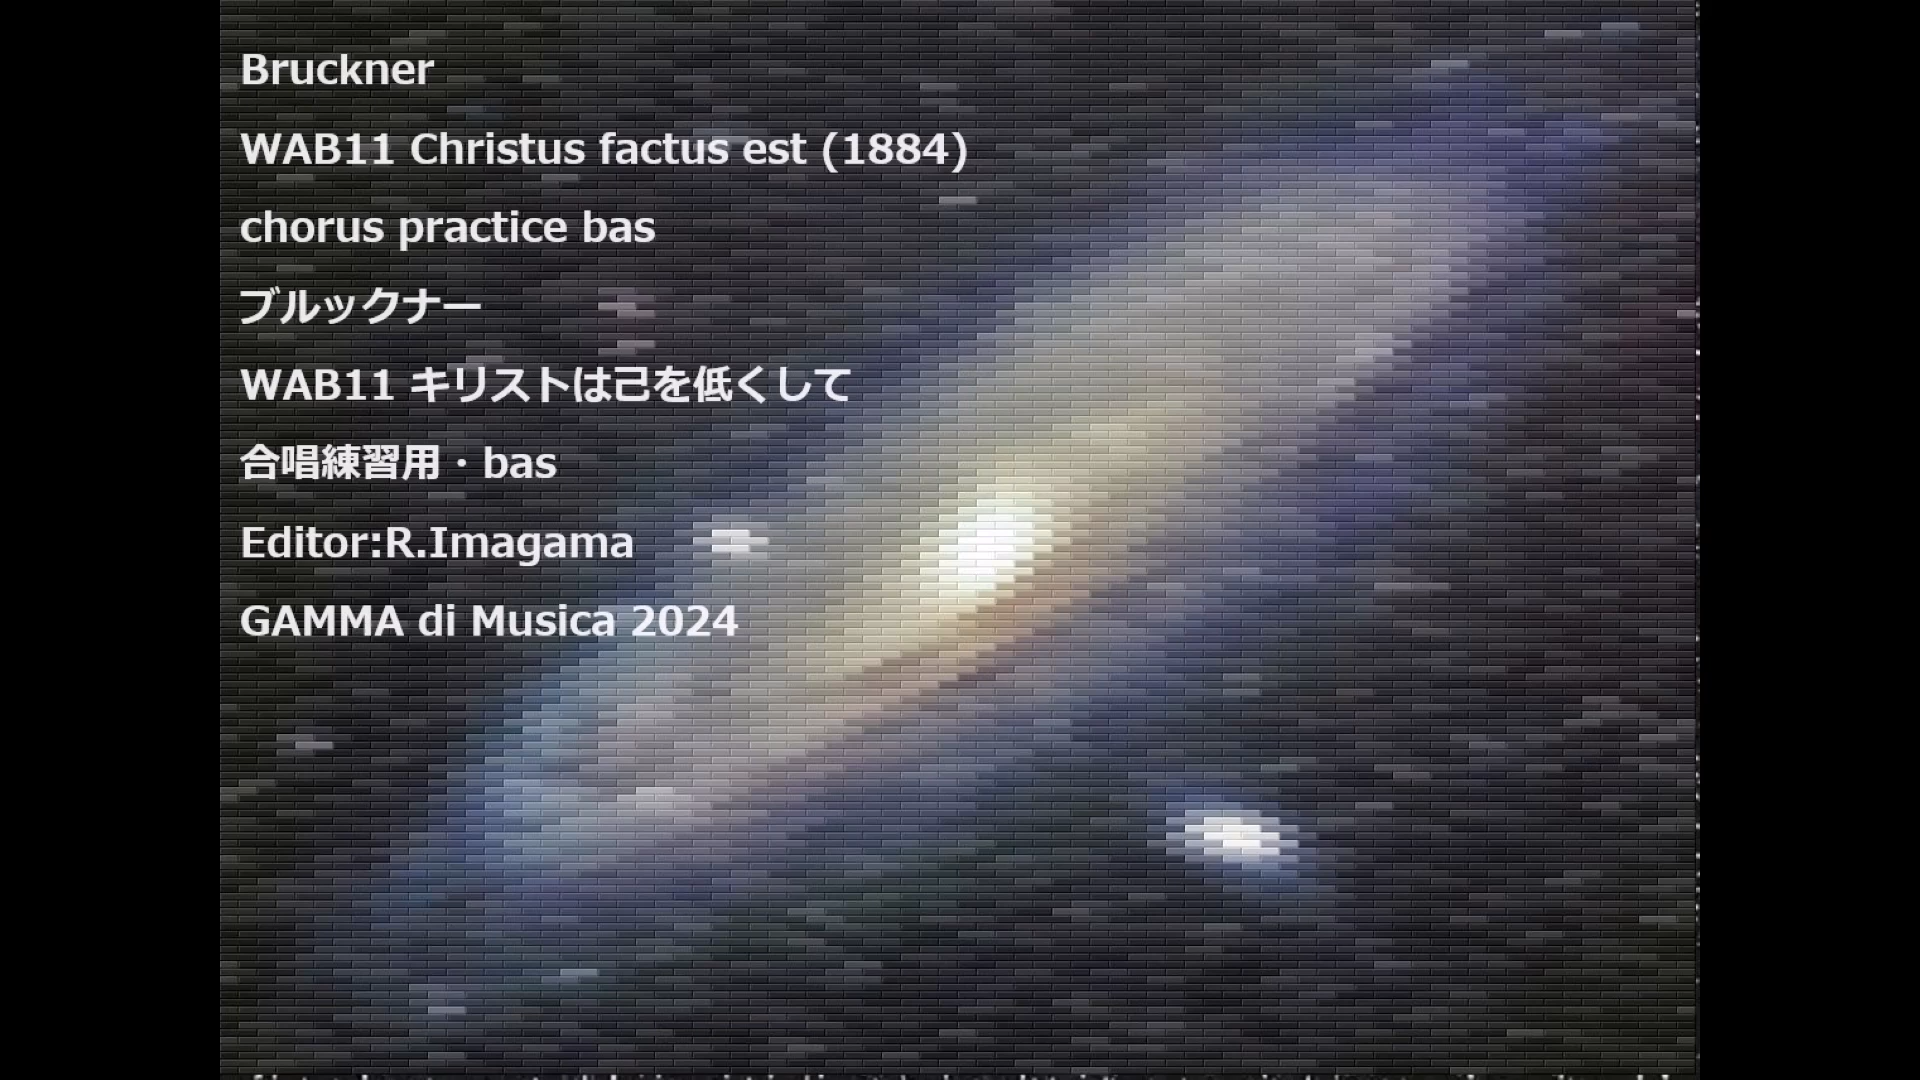 Bruckner
WAB11 Christus factus est (1884)
chorus practice bas
ブルックナー
WAB11 キリストは己を低くして
合唱練習用・bas
Editor:R.Imagama
GAMMA di Musica 2024